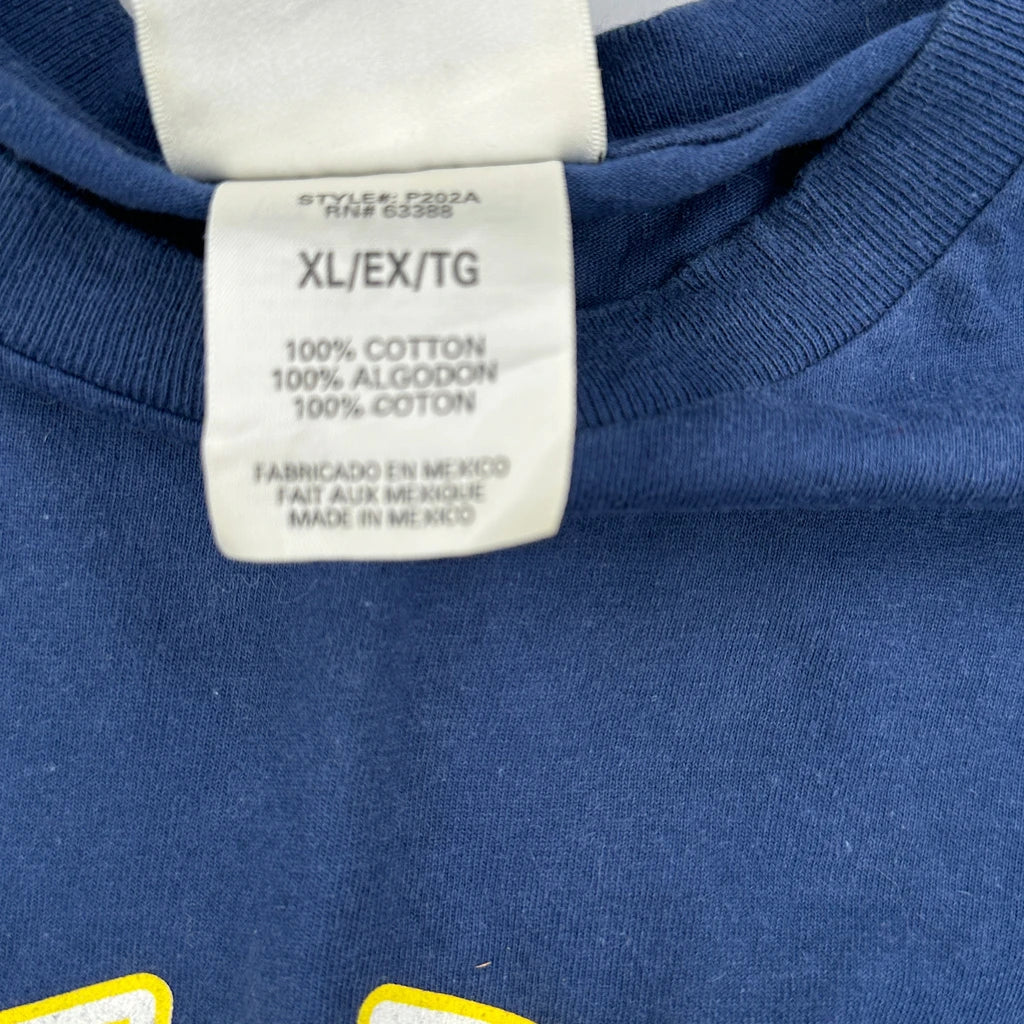 STYLE#: P202A
RN# 63388
XL/EX/TG
100% COTTON
100% ALGODON
100% COTON
FABRICADO EN MEXICO
FAIT AUX MEXIQUE
MADE IN MEXICO